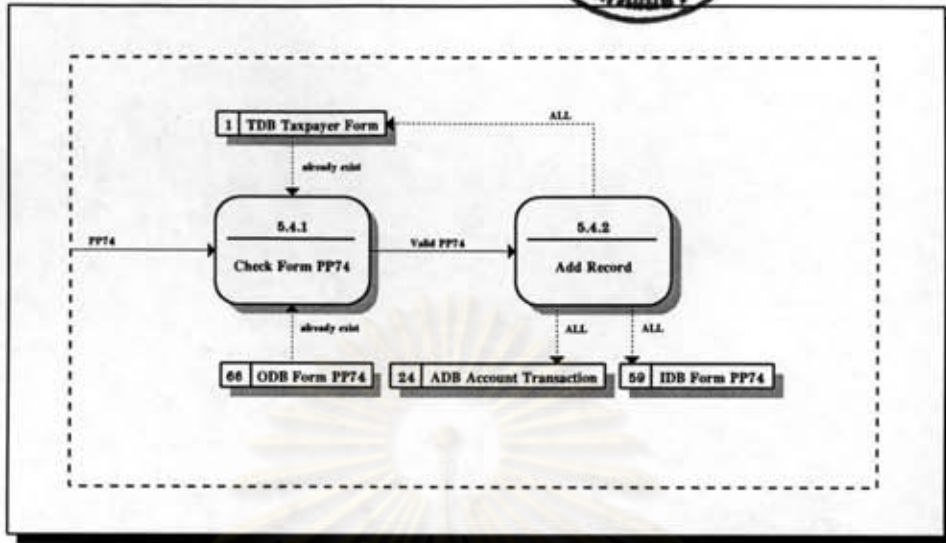 1 TDB Taxpayer Form
ALL
already exist
5.4.1
5.4.2
PP74
Valid PP74
Check Form PP74
Add Record
already exist
ALL
ALL
66 ODB Form PP74
24 ADB Account Transaction
59 IDB Form PP74